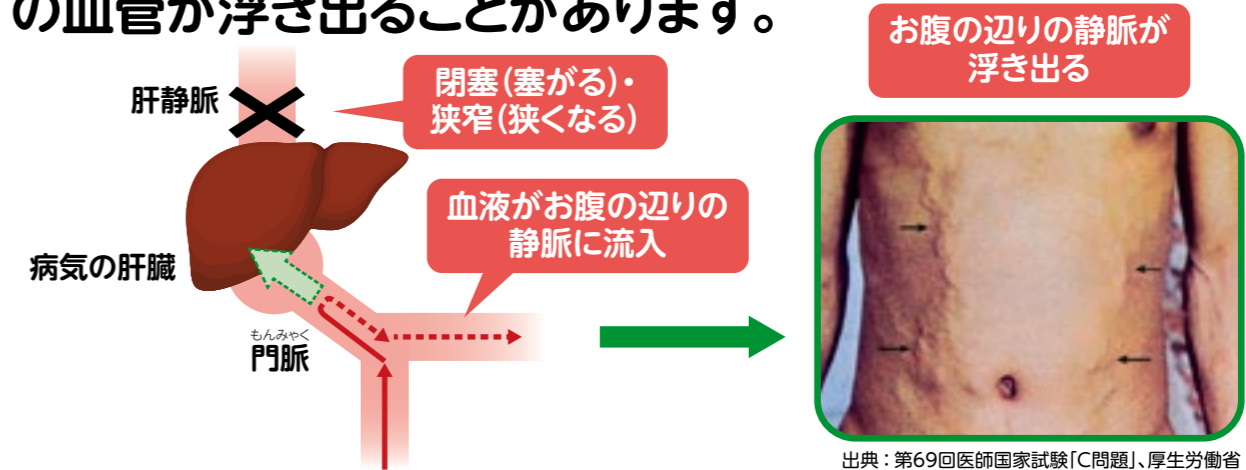 の血管が浮き出ることがあります。
お腹の辺りの静脈が
浮き出る
肝静脈
閉塞(塞がる)・
狭窄(狭くなる)
血液がお腹の辺りの
静脈に流入
病気の肝臓
もんみゃく
門脈
出典：第69回医師国家試験「C問題」、厚生労働省